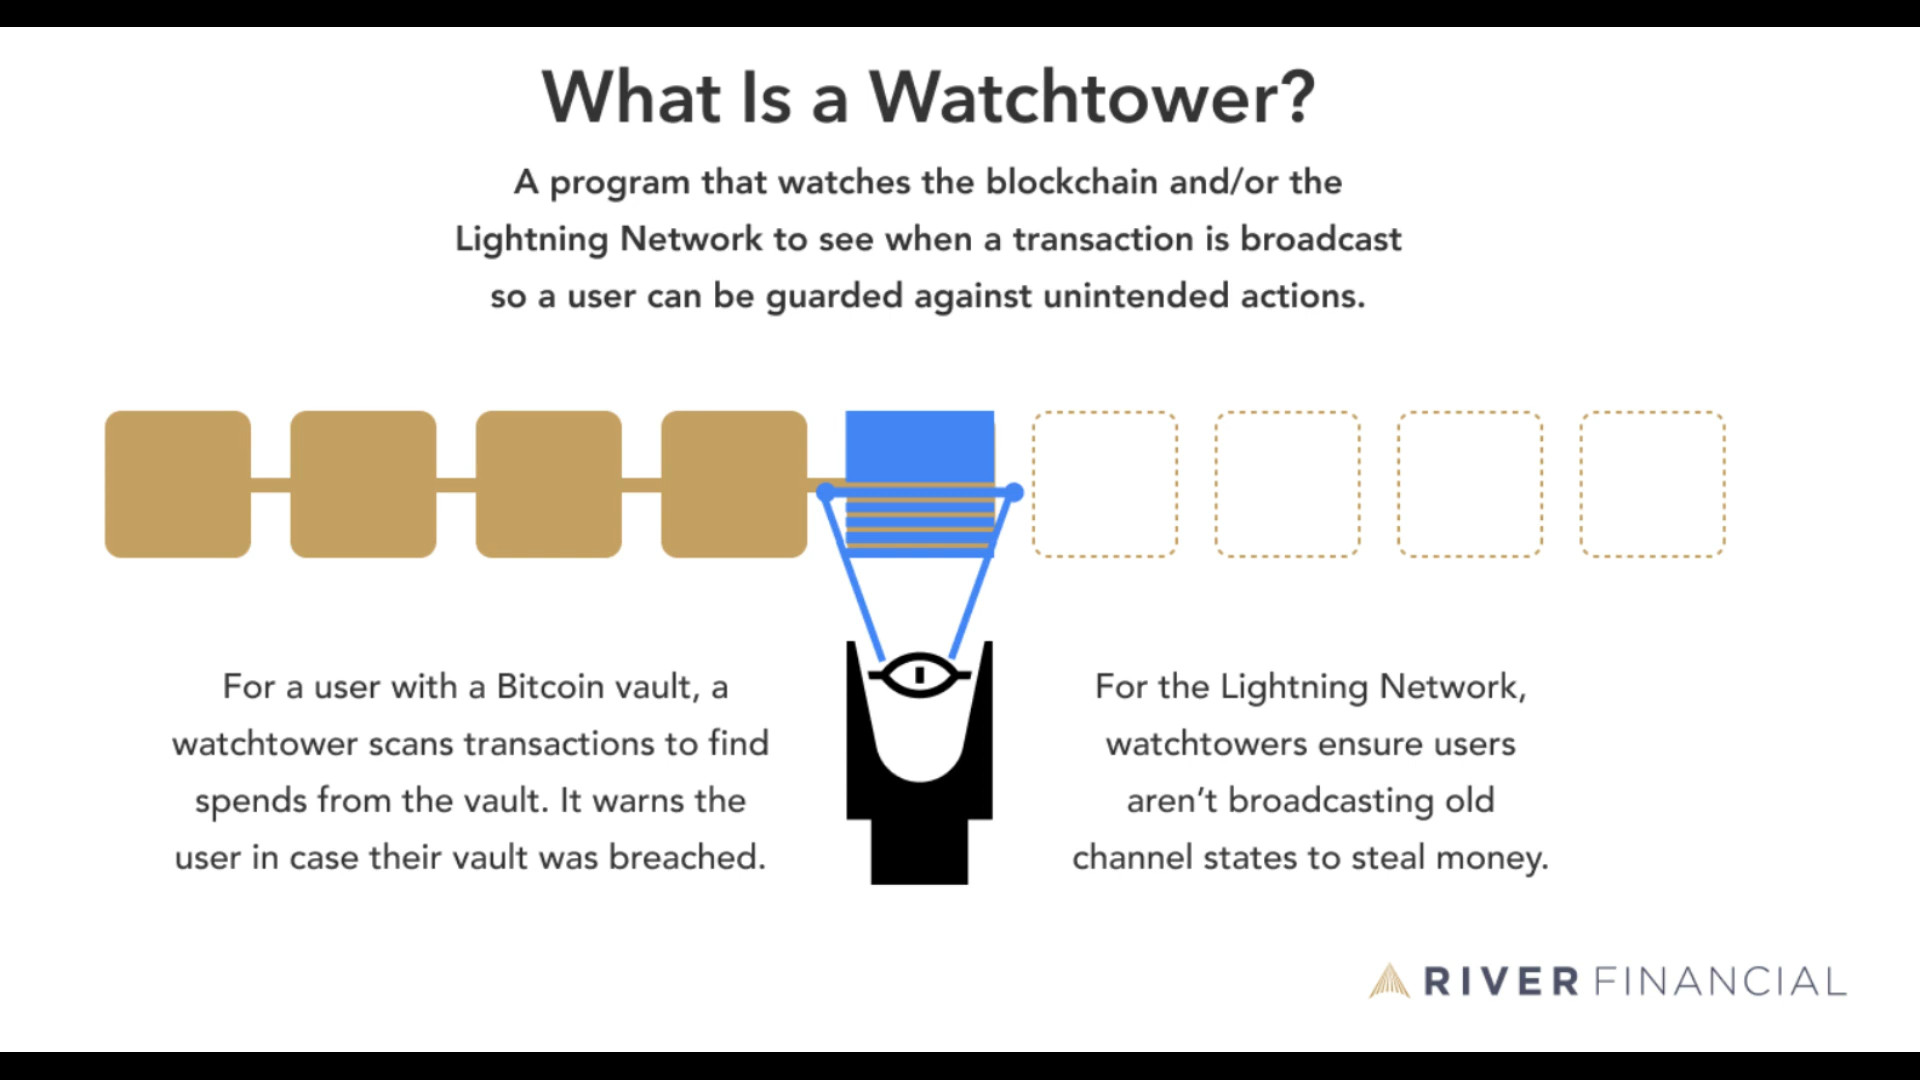 What Is a Watchtower?
A program that watches the blockchain and/or the
Lightning Network to see when a transaction is broadcast
so a user can be guarded against unintended actions.
For a user with a Bitcoin vault, a
watchtower scans transactions to find
spends from the vault. It warns the
user in case their vault was breached.
For the Lightning Network,
watchtowers ensure users
aren’t broadcasting old
channel states to steal money.
RIVER FINANCIAL